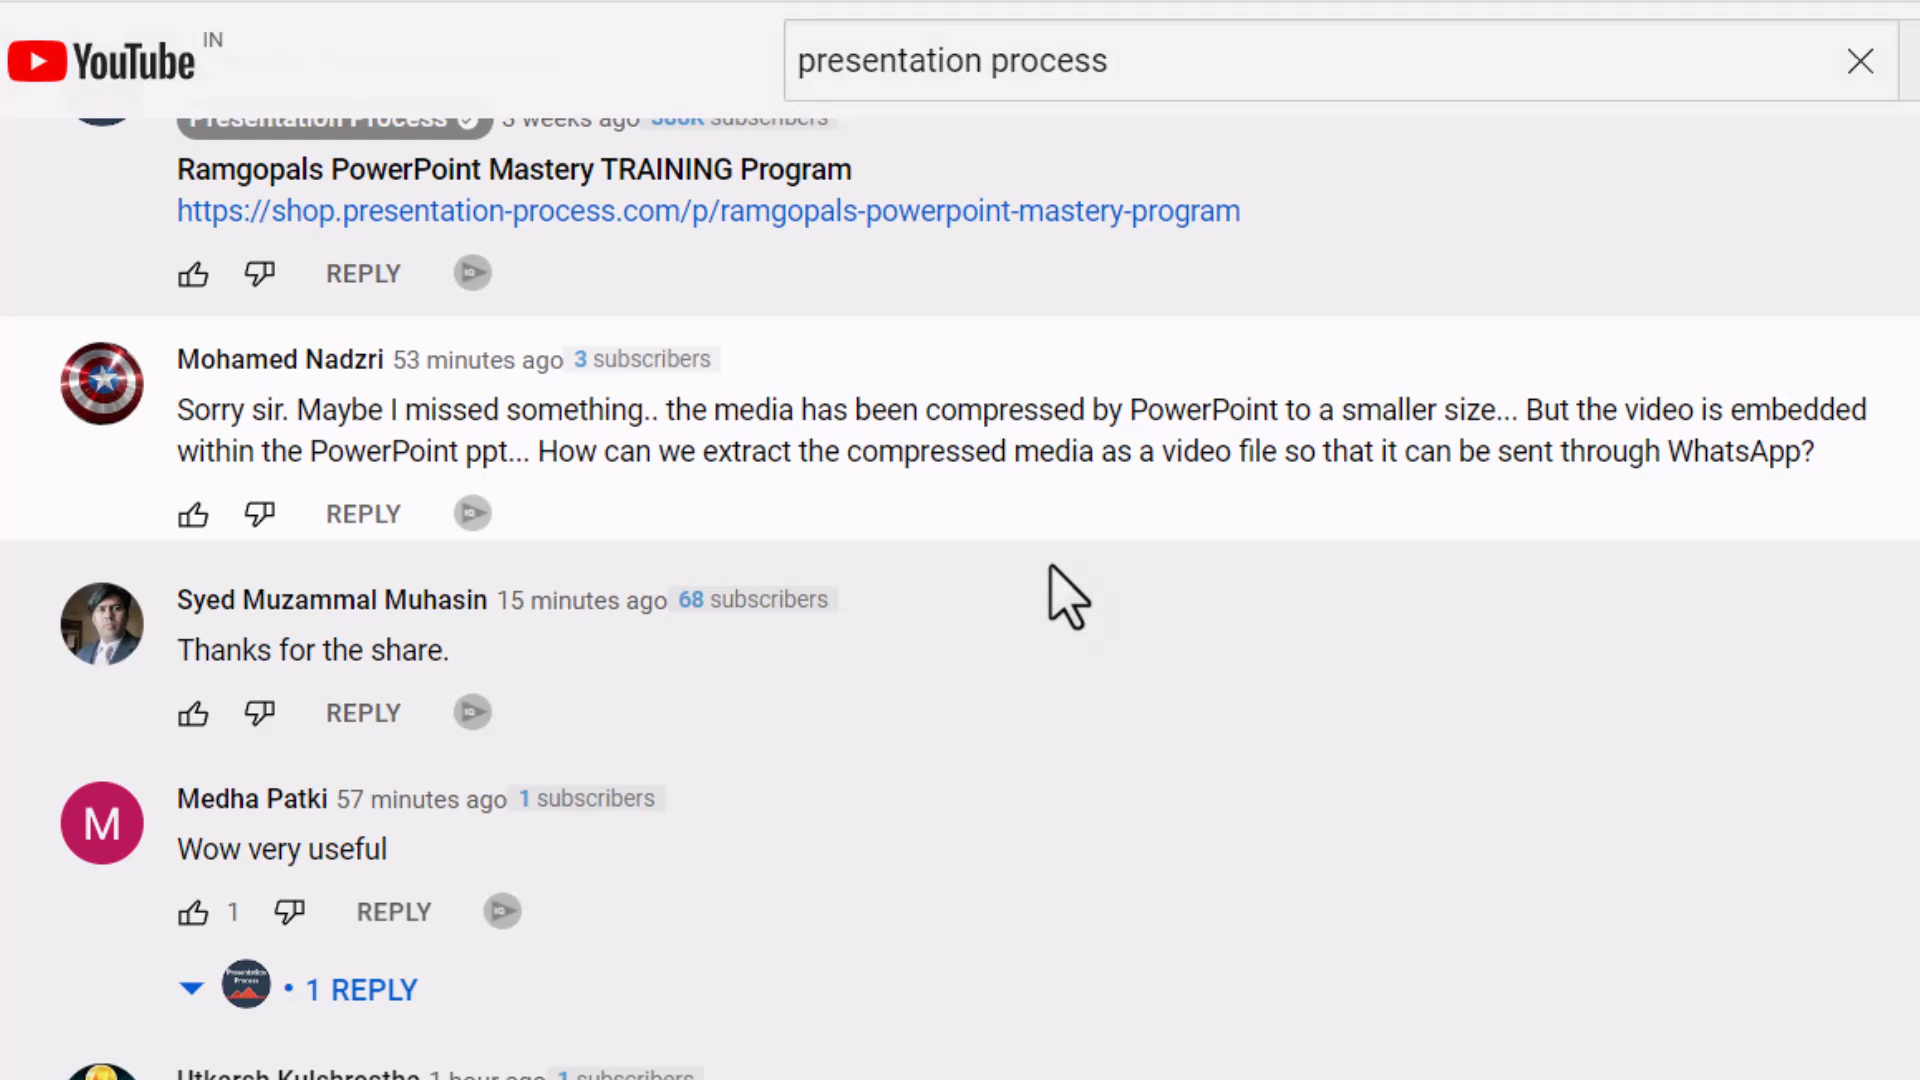 YouTube IN
presentation process
Presentation Process 3 weeks ago 388K subscribers
Ramgopals PowerPoint Mastery TRAINING Program
https://shop.presentation-process.com/p/ramgopals-powerpoint-mastery-program
REPLY
Mohamed Nadzri 53 minutes ago 3 subscribers
Sorry sir. Maybe I missed something.. the media has been compressed by PowerPoint to a smaller size... But the video is embedded
within the PowerPoint ppt... How can we extract the compressed media as a video file so that it can be sent through WhatsApp?
REPLY
Syed Muzammal Muhasin 15 minutes ago 68 subscribers
Thanks for the share.
REPLY
M
Medha Patki 57 minutes ago 1 subscribers
Wow very useful
1 REPLY
Presentation
Process
• 1 REPLY
Utkarsh Kulshresthe 1 hour ago 1 subscribers